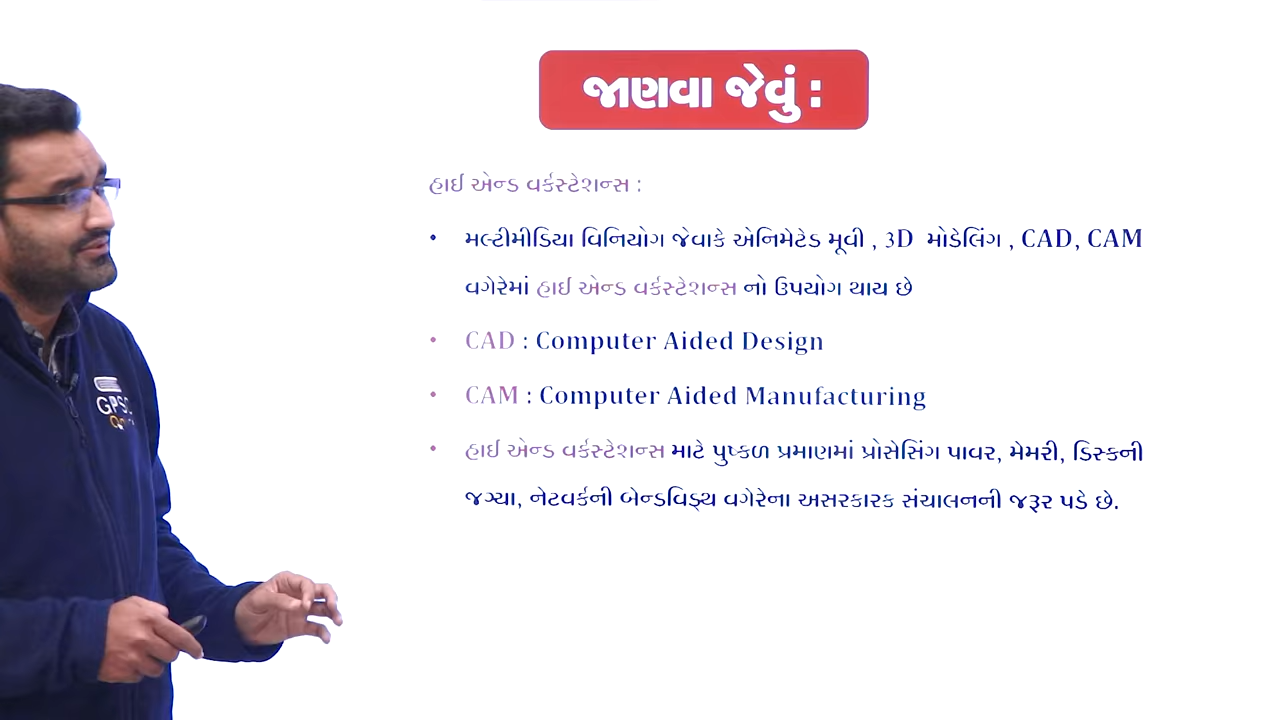 જાણવા જેવું :
હાઈ એન્ડ વર્કસ્ટેશન્સ :
• મલ્ટીમીડિયા વિનિયોગ જેવાકે એનિમેટેડ મૂવી , 3D મોડેલિંગ , CAD, CAM
વગેરેમાં હાઈ એન્ડ વર્કસ્ટેશન્સ નો ઉપયોગ થાય છે
• CAD : Computer Aided Design
• CAM : Computer Aided Manufacturing
• હાઈ એન્ડ વર્કસ્ટેશન્સ માટે પુષ્કળ પ્રમાણમાં પ્રોસેસિંગ પાવર, મેમરી, ડિસ્કની
જગ્યા, નેટવર્કની બેન્ડવિડ્થ વગેરેના અસરકારક સંચાલનની જરૂર પડે છે.